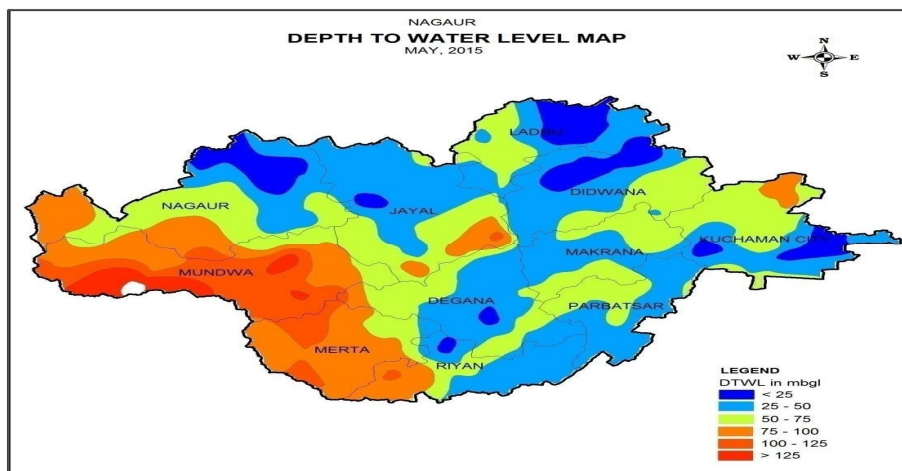 NAGAUR
DEPTH TO WATER LEVEL MAP
MAY, 2015
N
W E
S
LADNU
DIDWANA
NAGAUR
JAYAL
KUCHAMAN CITY
MAKRANA
MUNDWA
DEGANA
PARBATSAR
MERTA
RIYAN
LEGEND
DTWL in mbgl
< 25
25 - 50
50 - 75
75 - 100
100 - 125
> 125